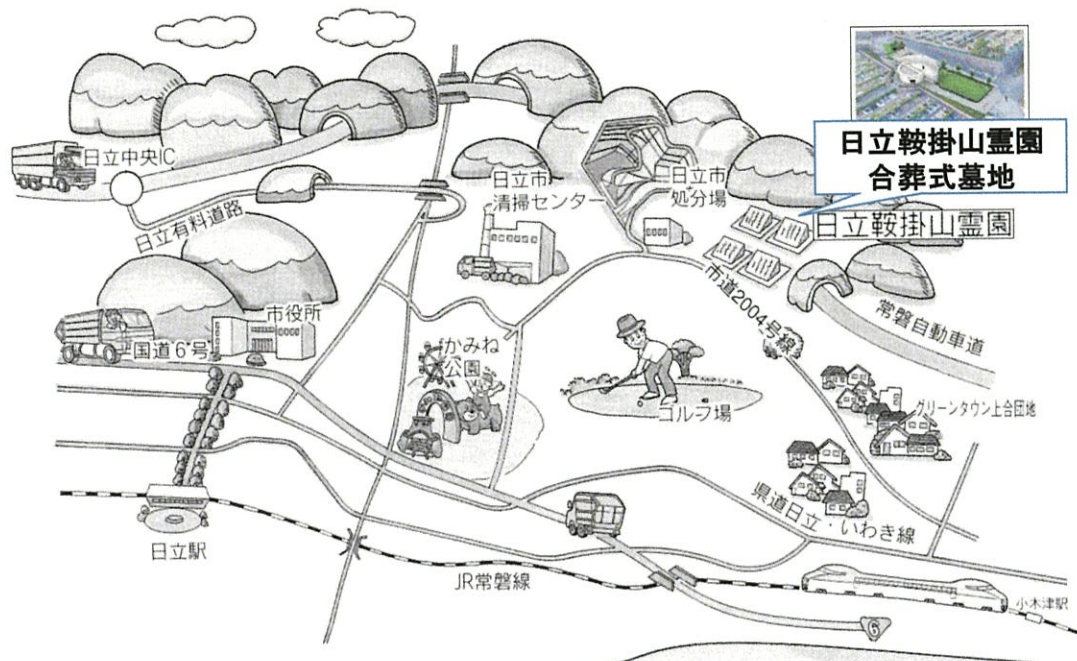 日立鞍掛山霊園
合葬式墓地
日立中央IC
日立市
清掃センター
日立市
処分場
日立鞍掛山霊園
日立有料道路
市道2004号線
常磐自動車道
市役所
国道6号
かみね
公園
ゴルフ場
グリーンタウン上合団地
県道日立・いわき線
日立駅
JR常磐線
小木津駅
6